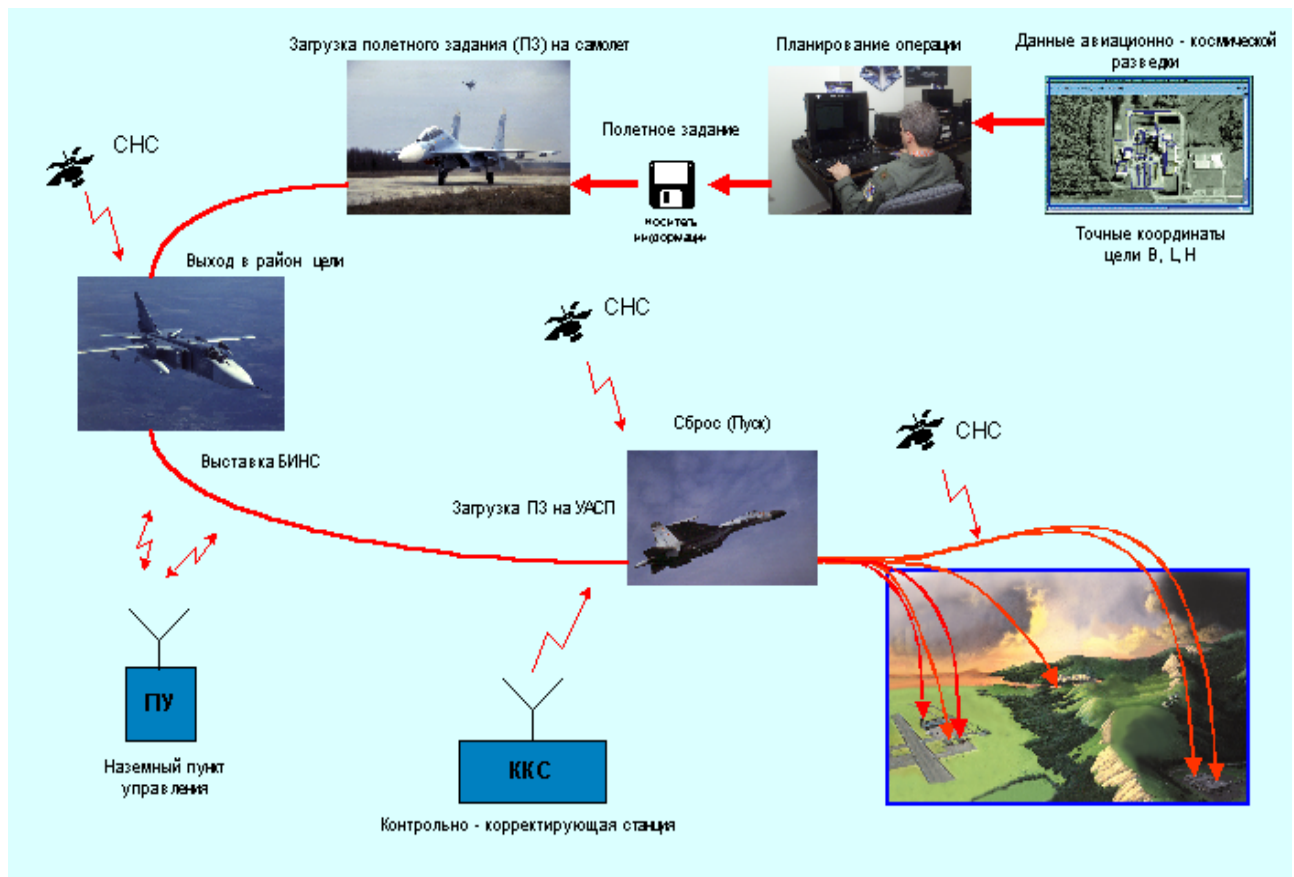 Загрузка полетного задания (ПЗ) на самолет
Планирование операции
Данные авиационно - космической
разведки
СНС
Полетное задание
носитель
информации
Точные координаты
цели B, L, H
Выход в район цели
СНС
Сброс (Пуск)
СНС
Выставка БИНС
Загрузка ПЗ на УАСП
ПУ
Наземный пункт
управления
ККС
Контрольно - корректирующая станция